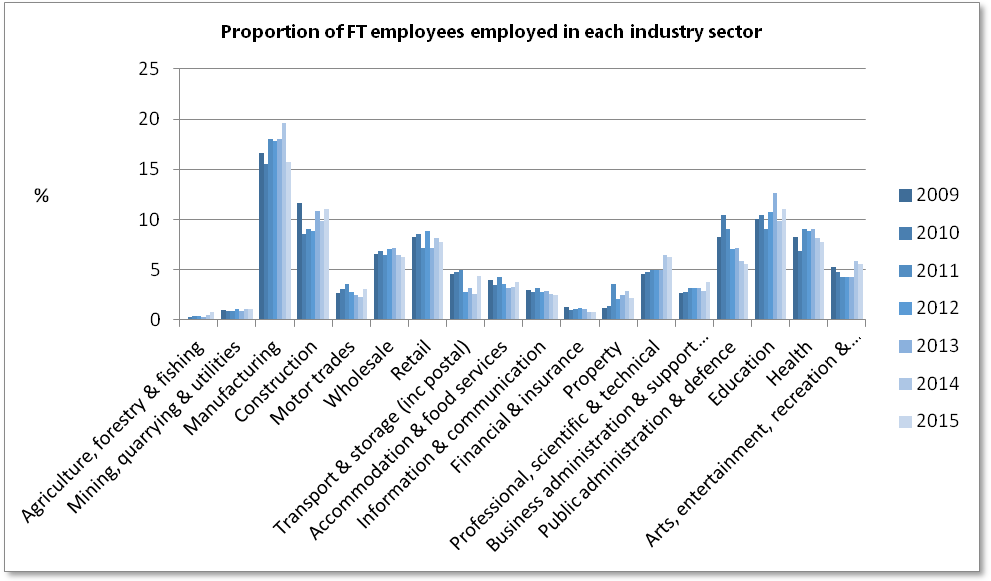 Proportion of FT employees employed in each industry sector
25
20
15
10
5
0
%
Agriculture, forestry & fishing
Mining, quarrying & utilities
Manufacturing
Construction
Motor trades
Wholesale
Retail
Transport & storage (inc postal)
Accommodation & food services
Information & communication
Financial & insurance
Property
Professional, scientific & technical
Business administration & support...
Public administration & defence
Education
Health
Arts, entertainment, recreation &...
2009
2010
2011
2012
2013
2014
2015